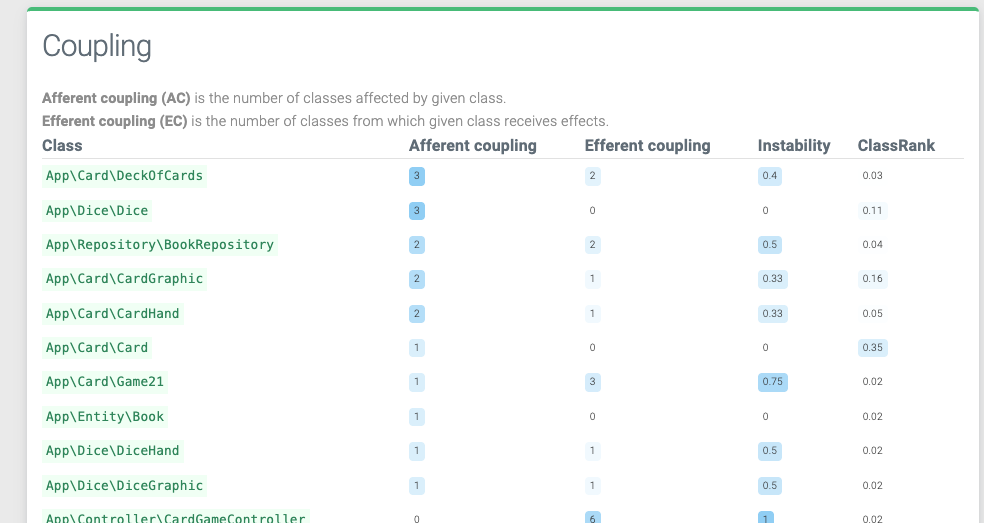 Coupling
Afferent coupling (AC) is the number of classes affected by given class.
Efferent coupling (EC) is the number of classes from which given class receives effects.
Class Afferent coupling Efferent coupling Instability ClassRank
App\Card\DeckOfCards 3 2 0.4 0.03
App\Dice\Dice 3 0 0 0.11
App\Repository\BookRepository 2 2 0.5 0.04
App\Card\CardGraphic 2 1 0.33 0.16
App\Card\CardHand 2 1 0.33 0.05
App\Card\Card 1 0 0 0.35
App\Card\Game21 1 3 0.75 0.02
App\Entity\Book 1 0 0 0.02
App\Dice\DiceHand 1 1 0.5 0.02
App\Dice\DiceGraphic 1 1 0.5 0.02
App\Controller\CardGameController 0 6 1 0.02